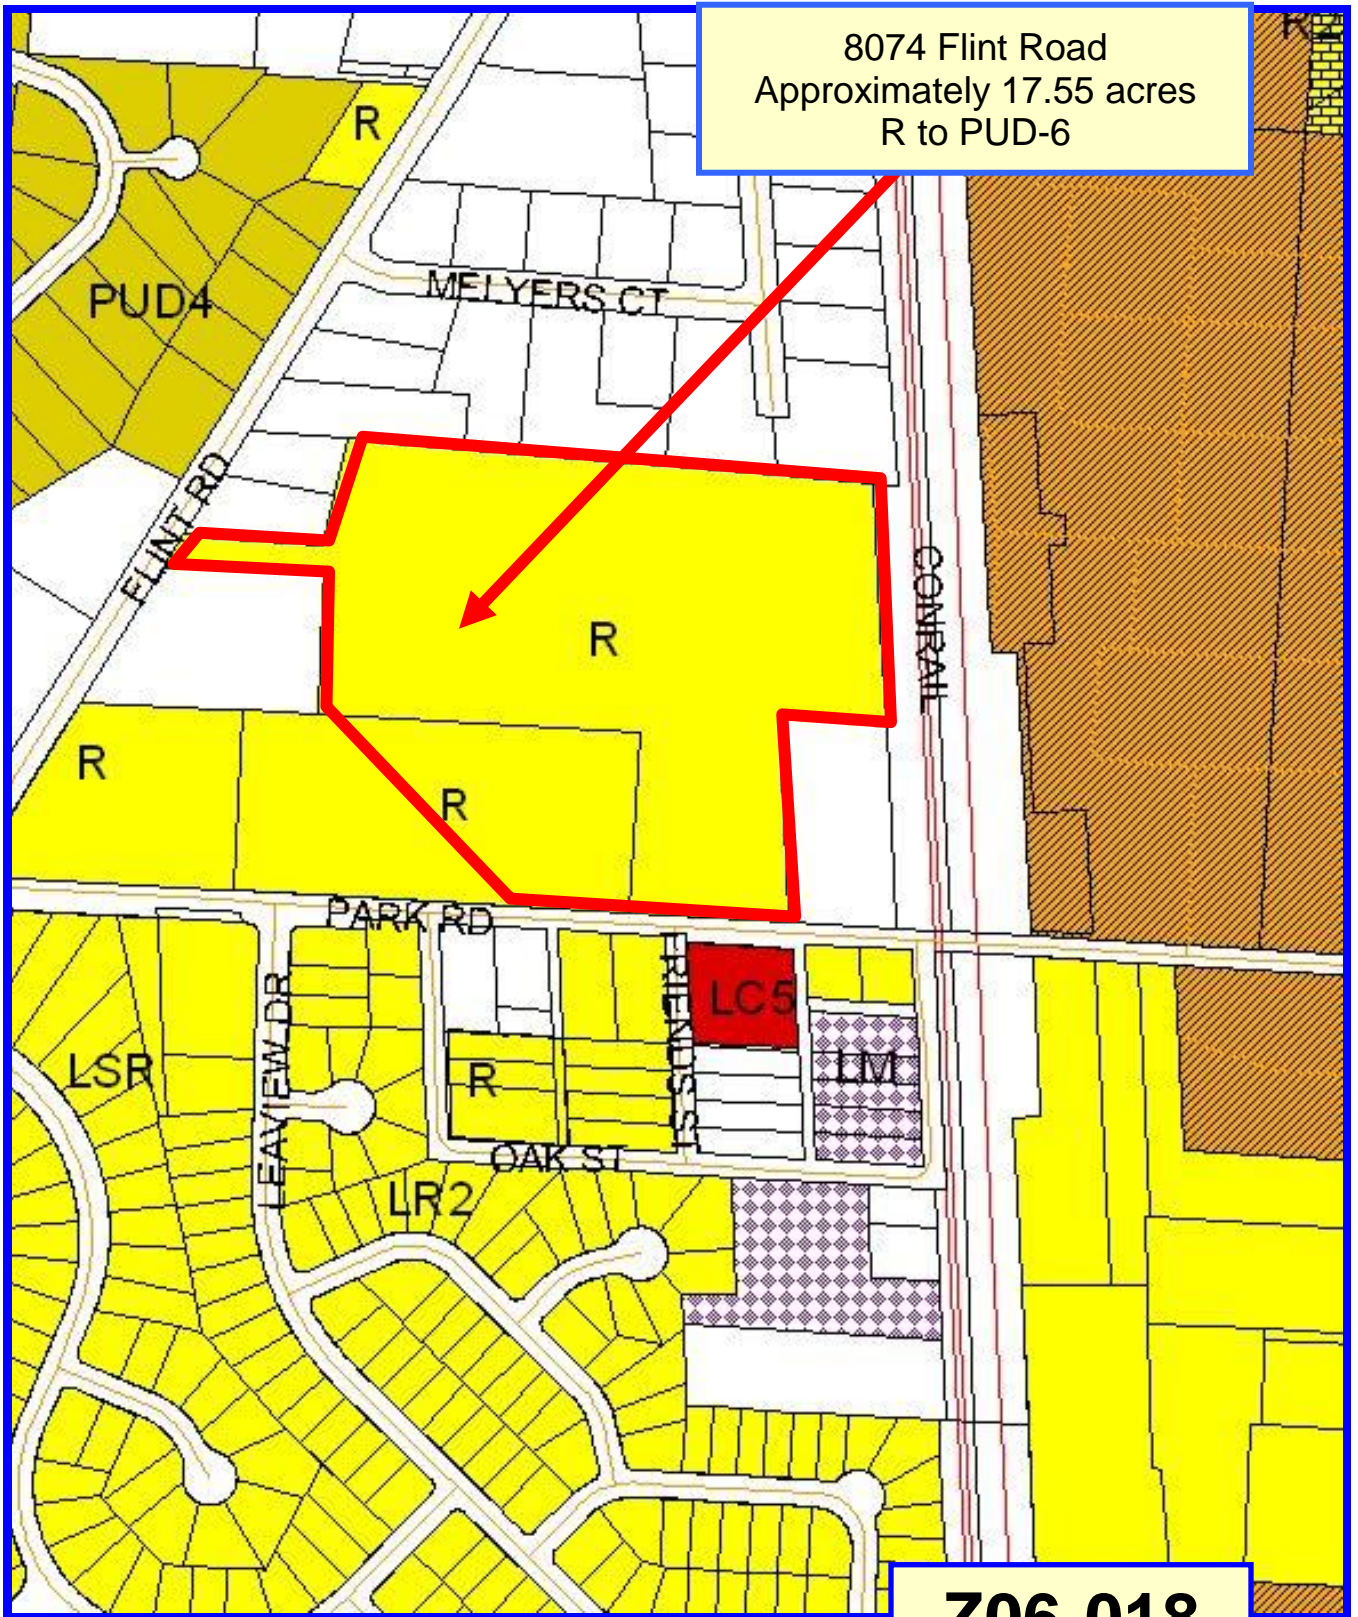 8074 Flint Road
Approximately 17.55 acres
R to PUD-6
R
PUD4
MELYERS CT
FLINT RD
CONRAIL
R
R
R
PARK RD
FRIENDS ST
LC5
LEAVIEW DR
LSR
R
LM
OAK ST
LR2
Z06-018